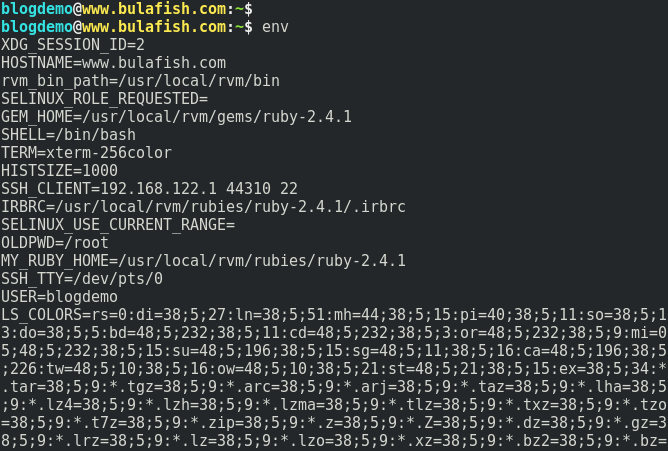 blogdemo@www.bulafish.com:~$
blogdemo@www.bulafish.com:~$ env
XDG_SESSION_ID=2
HOSTNAME=www.bulafish.com
rvm_bin_path=/usr/local/rvm/bin
SELINUX_ROLE_REQUESTED=
GEM_HOME=/usr/local/rvm/gems/ruby-2.4.1
SHELL=/bin/bash
TERM=xterm-256color
HISTSIZE=1000
SSH_CLIENT=192.168.122.1 44310 22
IRBRC=/usr/local/rvm/rubies/ruby-2.4.1/.irbrc
SELINUX_USE_CURRENT_RANGE=
OLDPWD=/root
MY_RUBY_HOME=/usr/local/rvm/rubies/ruby-2.4.1
SSH_TTY=/dev/pts/0
USER=blogdemo
LS_COLORS=rs=0:di=38;5;27:ln=38;5;51:mh=44;38;5;15:pi=40;38;5;11:so=38;5;1
3:do=38;5;5:bd=48;5;232;38;5;11:cd=48;5;232;38;5;3:or=48;5;232;38;5;9:mi=0
5;48;5;232;38;5;15:su=48;5;196;38;5;15:sg=48;5;11;38;5;16:ca=48;5;196;38;5
;226:tw=48;5;10;38;5;16:ow=48;5;10;38;5;21:st=48;5;21;38;5;15:ex=38;5;34:*
.tar=38;5;9:*.tgz=38;5;9:*.arc=38;5;9:*.arj=38;5;9:*.taz=38;5;9:*.lha=38;5
;9:*.lz4=38;5;9:*.lzh=38;5;9:*.lzma=38;5;9:*.tlz=38;5;9:*.txz=38;5;9:*.tzo
=38;5;9:*.t7z=38;5;9:*.zip=38;5;9:*.z=38;5;9:*.Z=38;5;9:*.dz=38;5;9:*.gz=3
8;5;9:*.lrz=38;5;9:*.lz=38;5;9:*.lzo=38;5;9:*.xz=38;5;9:*.bz2=38;5;9:*.bz=